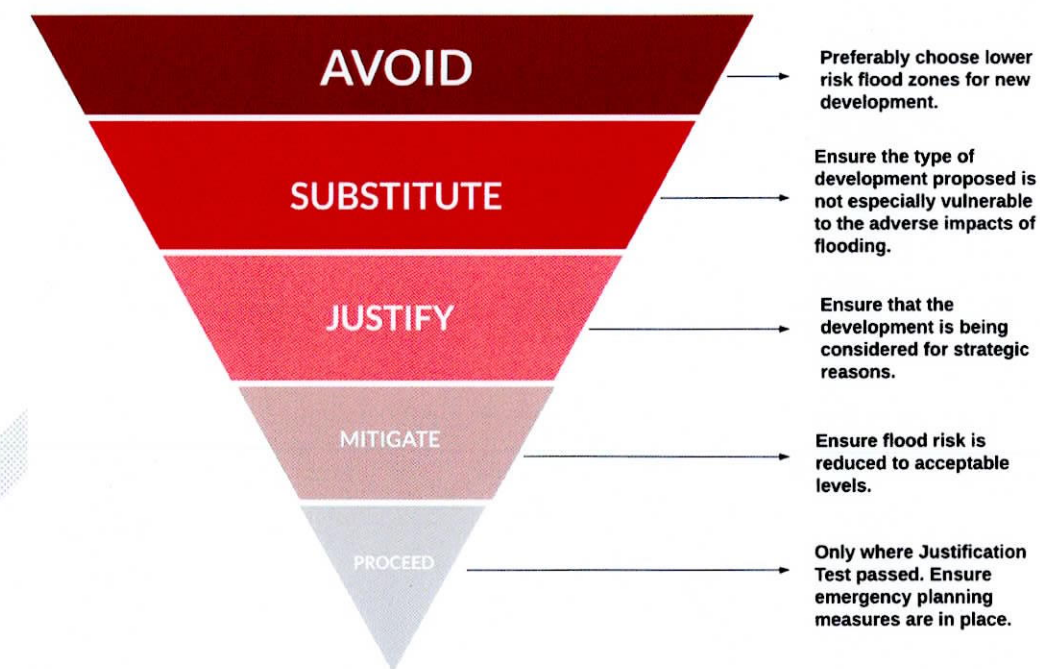 AVOID
Preferably choose lower
risk flood zones for new
development.
SUBSTITUTE
Ensure the type of
development proposed is
not especially vulnerable
to the adverse impacts of
flooding.
JUSTIFY
Ensure that the
development is being
considered for strategic
reasons.
MITIGATE
Ensure flood risk is
reduced to acceptable
levels.
PROCEED
Only where Justification
Test passed. Ensure
emergency planning
measures are in place.